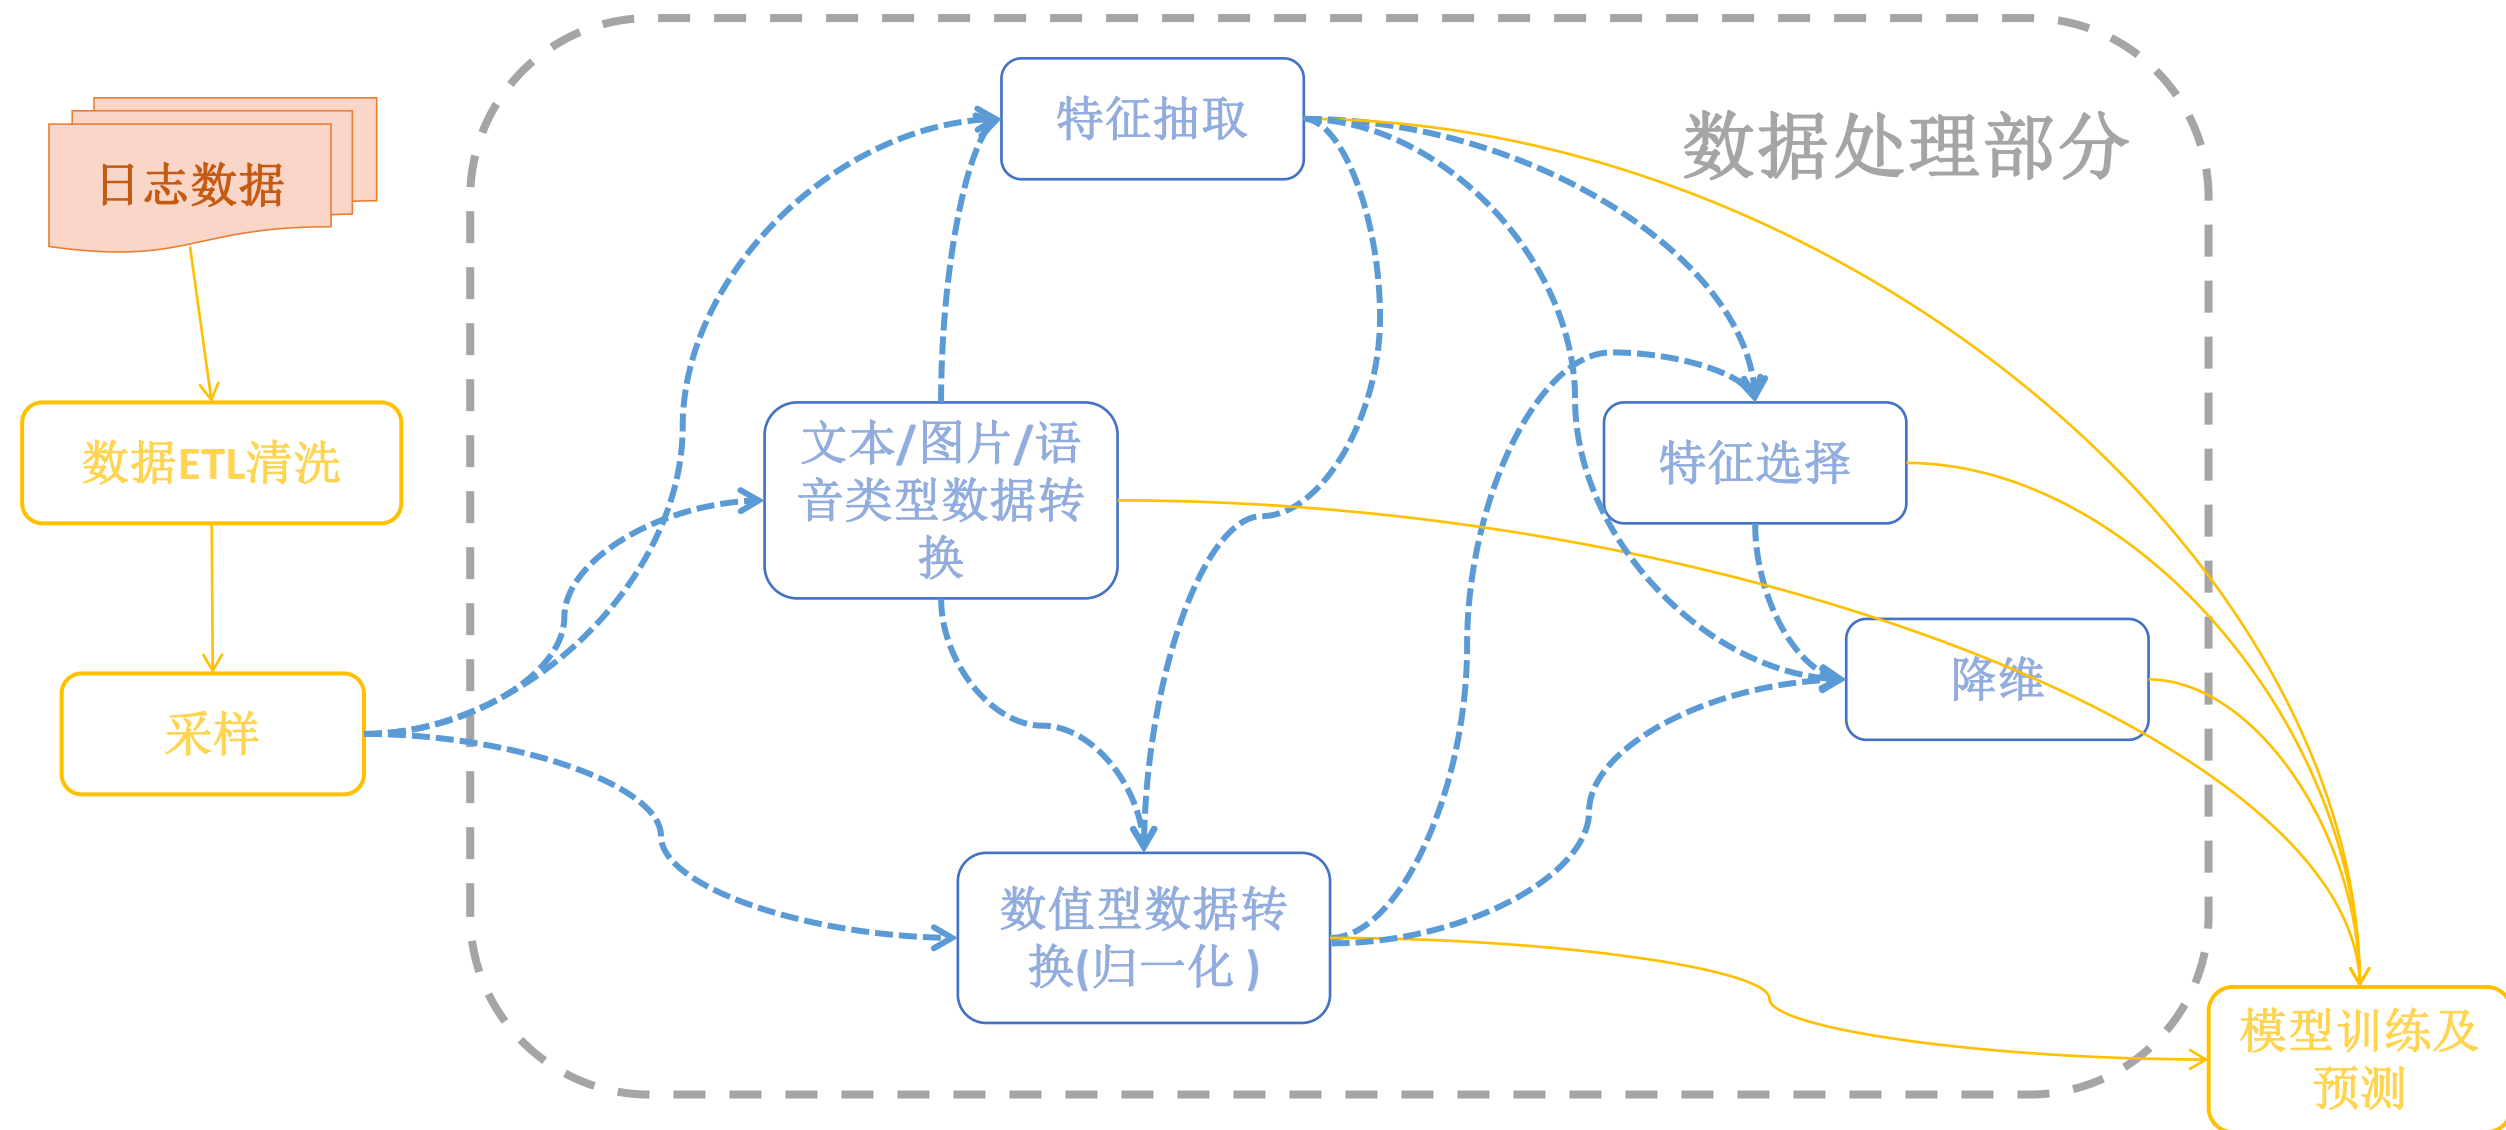 特征抽取
数据处理部分
日志数据
数据ETL清洗
文本/图片/语
音类型数据转
换
特征选择
降维
采样
数值型数据转
换(归一化）
模型训练及
预测